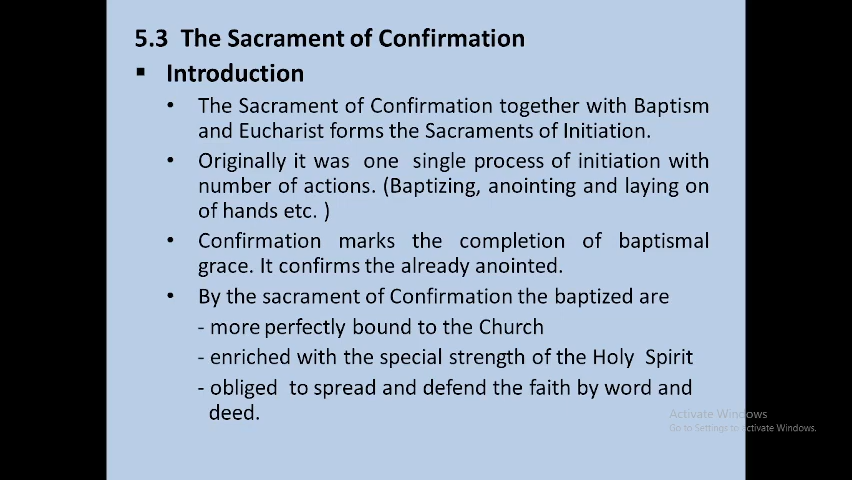 5.3 The Sacrament of Confirmation
▪ Introduction
• The Sacrament of Confirmation together with Baptism
and Eucharist forms the Sacraments of Initiation.
• Originally it was one single process of initiation with
number of actions. (Baptizing, anointing and laying on
of hands etc. )
• Confirmation marks the completion of baptismal
grace. It confirms the already anointed.
• By the sacrament of Confirmation the baptized are
- more perfectly bound to the Church
- enriched with the special strength of the Holy Spirit
- obliged to spread and defend the faith by word and
deed.
Activate Windows
Go to Settings to activate Windows.